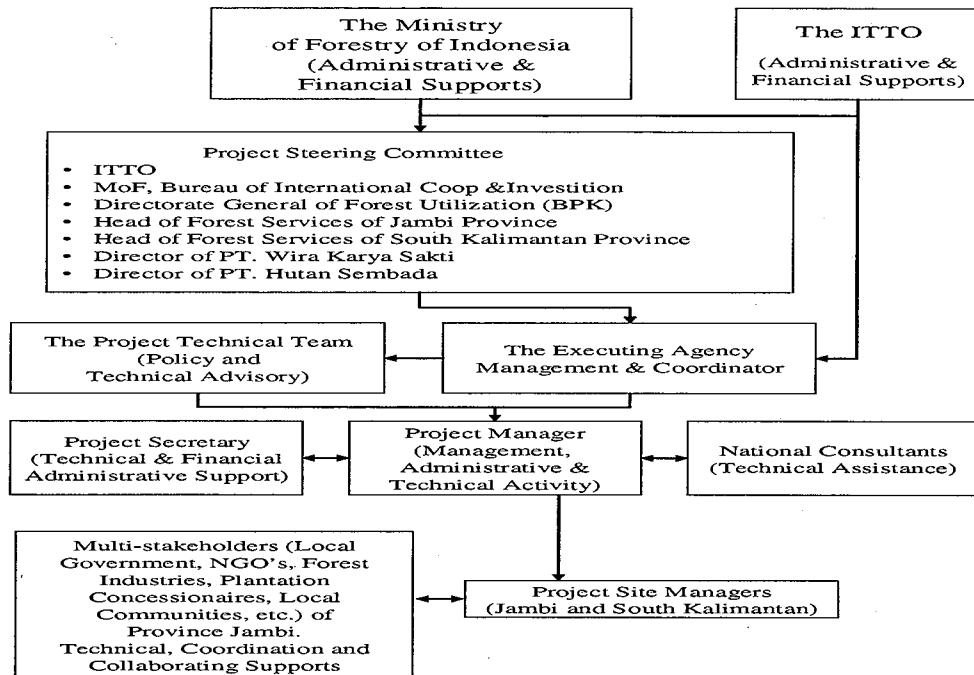 The Ministry
of Forestry of Indonesia
(Administrative &
Financial Supports)
The ITTO
(Administrative &
Financial Supports)
Project Steering Committee
• ITTO
• MoF, Bureau of International Coop &Investition
• Directorate General of Forest Utilization (BPK)
• Head of Forest Services of Jambi Province
• Head of Forest Services of South Kalimantan Province
• Director of PT. Wira Karya Sakti
• Director of PT. Hutan Sembada
The Project Technical Team
(Policy and
Technical Advisory)
The Executing Agency
Management & Coordinator
Project Secretary
(Technical & Financial
Administrative Support)
Project Manager
(Management,
Administrative &
Technical Activity)
National Consultants
(Technical Assistance)
Multi-stakeholders (Local
Government, NGO's, Forest
Industries, Plantation
Concessionaires, Local
Communities, etc.) of
Province Jambi.
Technical, Coordination and
Collaborating Supports
Project Site Managers
(Jambi and South Kalimantan)